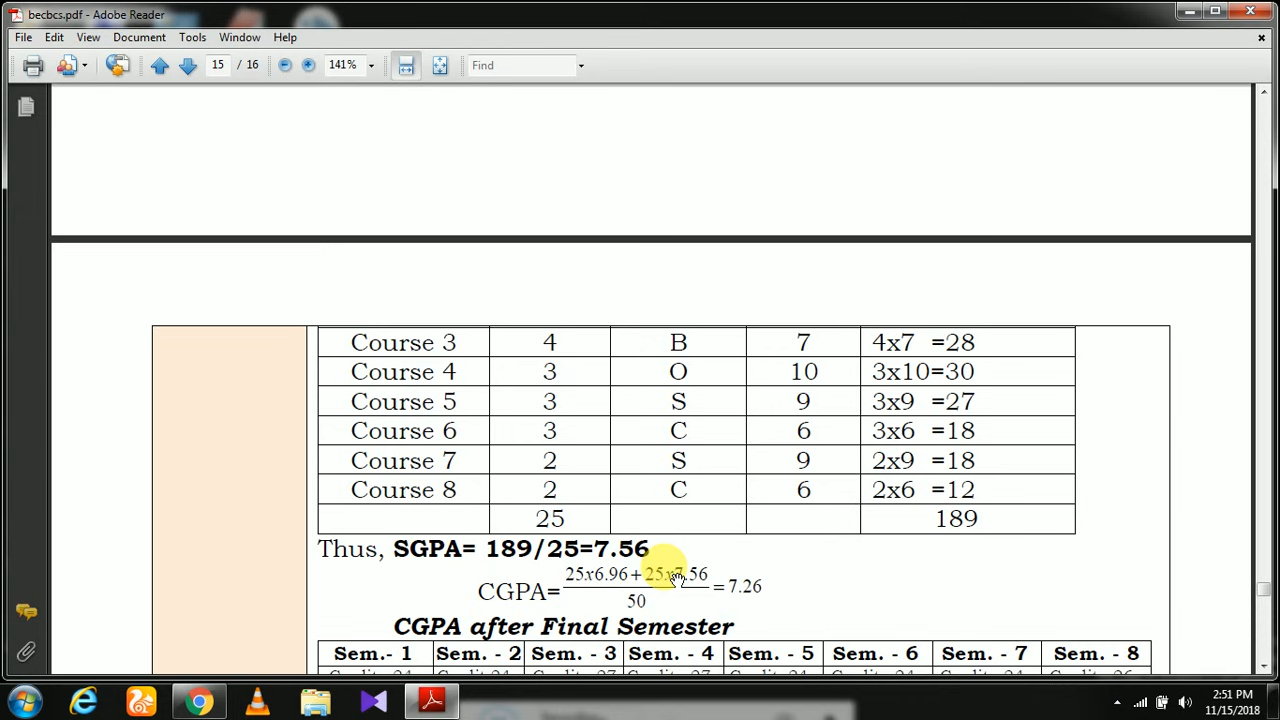 becbcs.pdf - Adobe Reader
File Edit View Document Tools Window Help
15 / 16 141% Find
Course 3 4 B 7 4x7 =28
Course 4 3 O 10 3x10=30
Course 5 3 S 9 3x9 =27
Course 6 3 C 6 3x6 =18
Course 7 2 S 9 2x9 =18
Course 8 2 C 6 2x6 =12
25 189
Thus, SGPA= 189/25=7.56
25x6.96 + 25x7.56
CGPA= = 7.26
50
CGPA after Final Semester
Sem.- 1 Sem. - 2 Sem. - 3 Sem. - 4 Sem. - 5 Sem. - 6 Sem. - 7 Sem. - 8
2:51 PM
11/15/2018